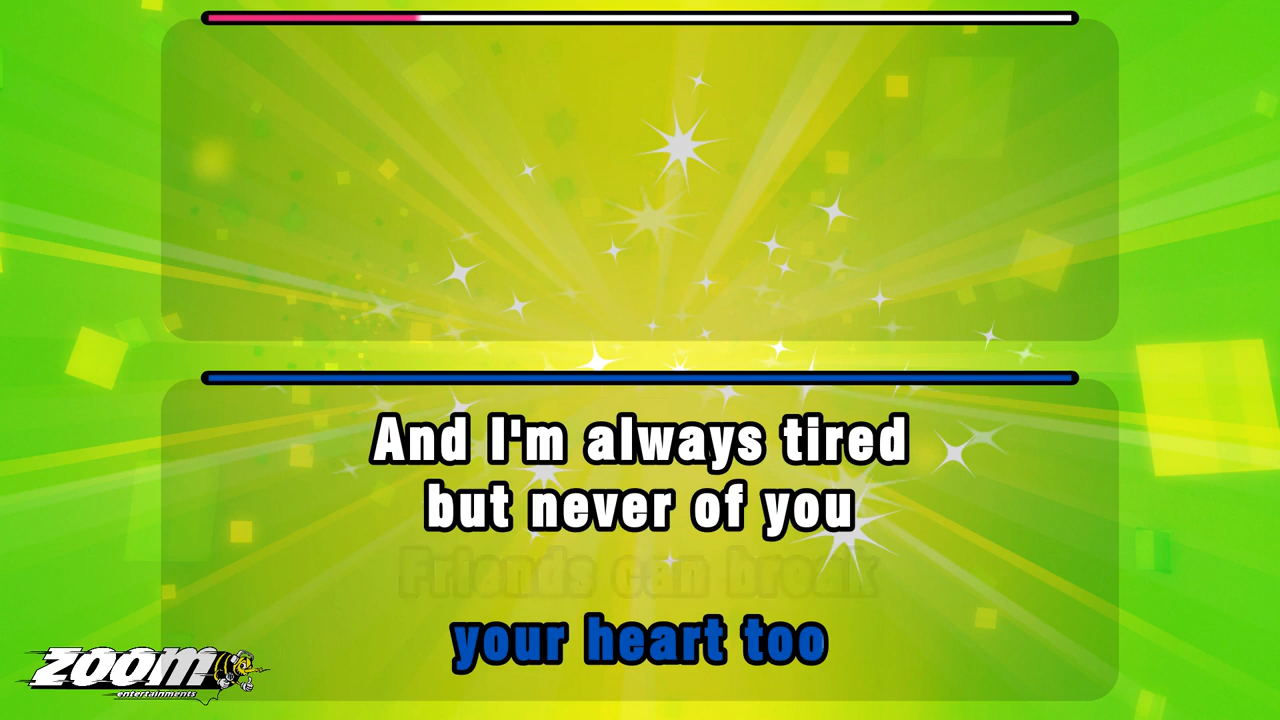 And I'm always tired
but never of you
Friends can break
your heart too
zoom
entertainments